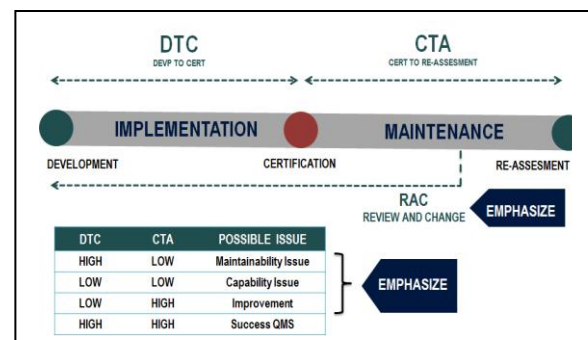 DTC
CTA
DEVP TO CERT
CERT TO RE-ASSESMENT
IMPLEMENTATION
MAINTENANCE
DEVELOPMENT
CERTIFICATION
RE-ASSESMENT
RAC
REVIEW AND CHANGE
EMPHASIZE
DTC CTA POSSIBLE ISSUE
HIGH LOW Maintainability Issue
LOW LOW Capability Issue
LOW HIGH Improvement
HIGH HIGH Success QMS
EMPHASIZE